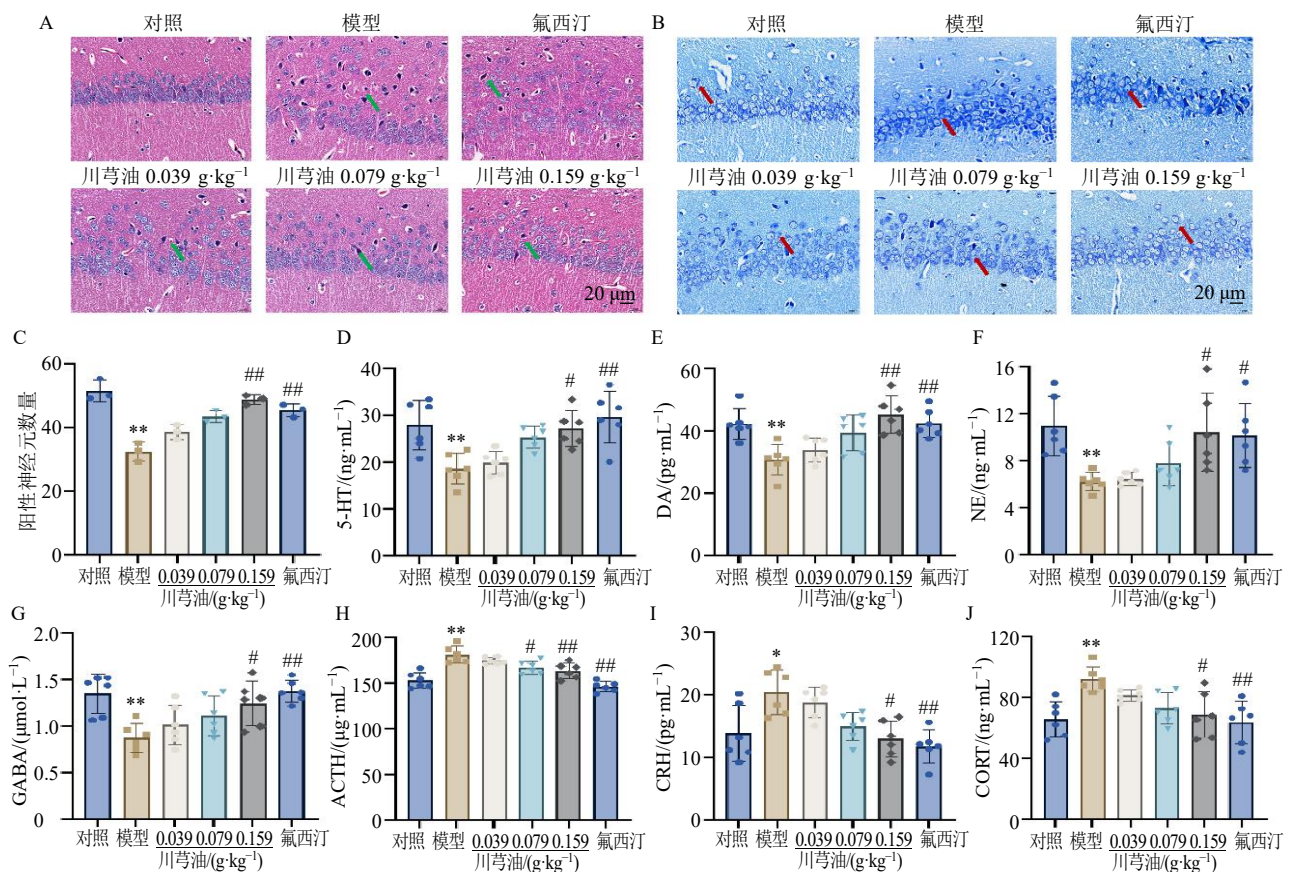 A 对照 模型 氟西汀 B 对照 模型 氟西汀
川芎油 0.039 g·kg⁻¹ 川芎油 0.079 g·kg⁻¹ 川芎油 0.159 g·kg⁻¹ 川芎油 0.039 g·kg⁻¹ 川芎油 0.079 g·kg⁻¹ 川芎油 0.159 g·kg⁻¹
20 μm 20 μm
C
阳性神经元数量
60
40
20
0
**
##
##
对照 模型 0.039 0.079 0.159 氟西汀
川芎油/(g·kg⁻¹)
D
5-HT/(ng·mL⁻¹)
40
30
20
10
0
**
#
##
对照 模型 0.039 0.079 0.159 氟西汀
川芎油/(g·kg⁻¹)
E
DA/(pg·mL⁻¹)
60
40
20
0
**
##
##
对照 模型 0.039 0.079 0.159 氟西汀
川芎油/(g·kg⁻¹)
F
NE/(ng·mL⁻¹)
16
12
8
4
0
**
#
#
对照 模型 0.039 0.079 0.159 氟西汀
川芎油/(g·kg⁻¹)
G
GABA/(μmol·L⁻¹)
2.0
1.5
1.0
0.5
0
**
#
##
对照 模型 0.039 0.079 0.159 氟西汀
川芎油/(g·kg⁻¹)
H
ACTH/(μg·mL⁻¹)
200
150
100
50
0
**
#
##
##
对照 模型 0.039 0.079 0.159 氟西汀
川芎油/(g·kg⁻¹)
I
CRH/(pg·mL⁻¹)
30
20
10
0
*
#
##
对照 模型 0.039 0.079 0.159 氟西汀
川芎油/(g·kg⁻¹)
J
CORT/(ng·mL⁻¹)
120
80
40
0
**
#
##
对照 模型 0.039 0.079 0.159 氟西汀
川芎油/(g·kg⁻¹)